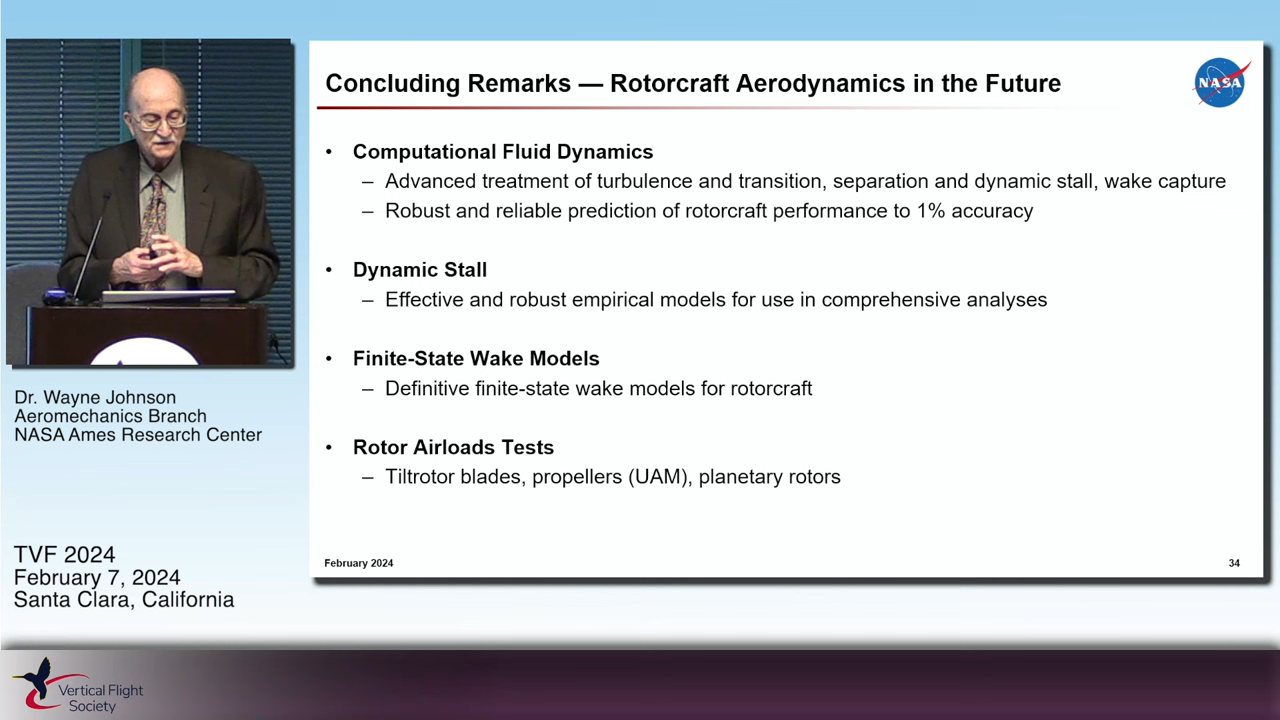 Concluding Remarks — Rotorcraft Aerodynamics in the Future
NASA
• Computational Fluid Dynamics
– Advanced treatment of turbulence and transition, separation and dynamic stall, wake capture
– Robust and reliable prediction of rotorcraft performance to 1% accuracy
• Dynamic Stall
– Effective and robust empirical models for use in comprehensive analyses
• Finite-State Wake Models
– Definitive finite-state wake models for rotorcraft
• Rotor Airloads Tests
– Tiltrotor blades, propellers (UAM), planetary rotors
February 2024
34
Dr. Wayne Johnson
Aeromechanics Branch
NASA Ames Research Center
TVF 2024
February 7, 2024
Santa Clara, California
Vertical Flight
Society